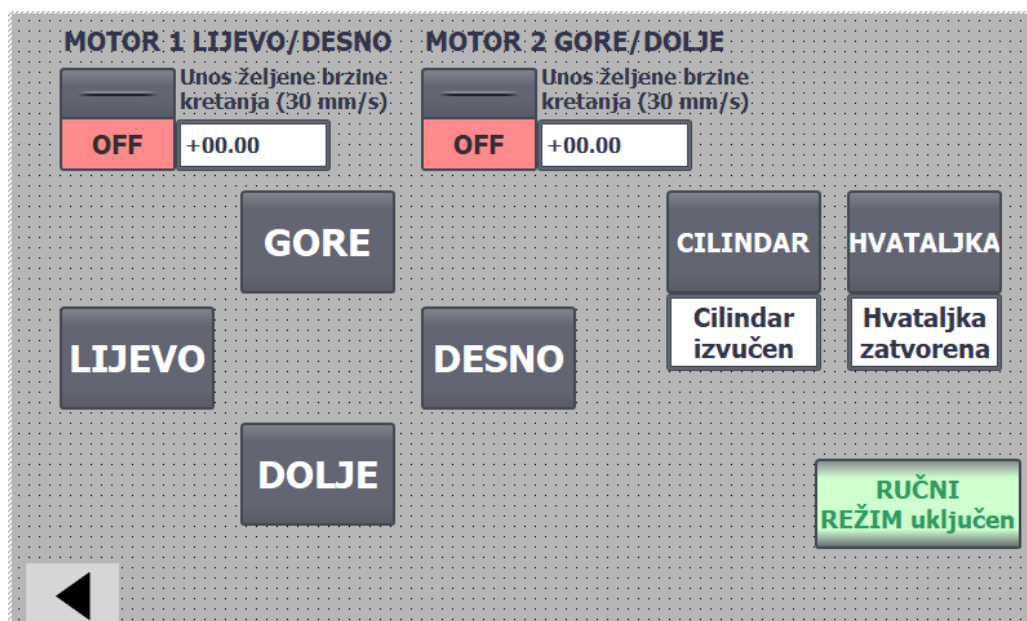 MOTOR 1 LIJEVO/DESNO
MOTOR 2 GORE/DOLJE
Unos željene brzine
kretanja (30 mm/s)
OFF
+00.00
Unos željene brzine
kretanja (30 mm/s)
OFF
+00.00
GORE
CILINDAR
HVATALJKA
Cilindar
izvučen
Hvataljka
zatvorena
LIJEVO
DESNO
DOLJE
RUČNI
REŽIM uključen